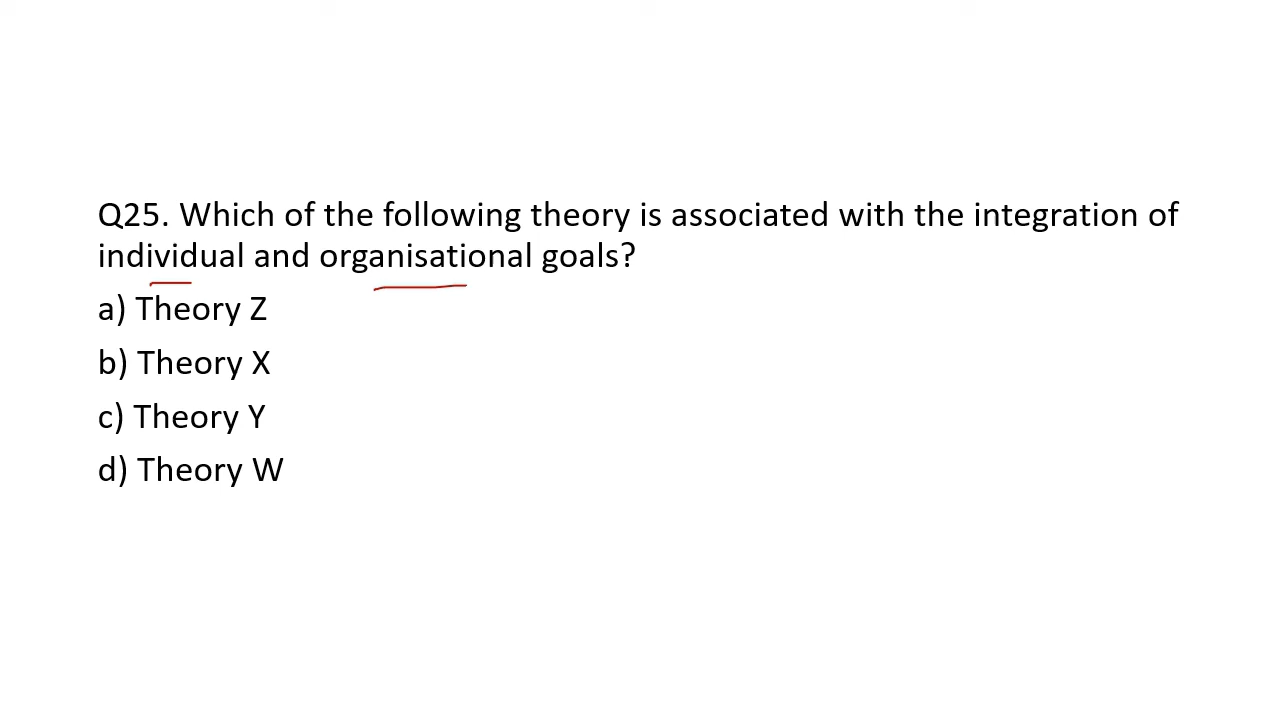 Q25. Which of the following theory is associated with the integration of
individual and organisational goals?
a) Theory Z
b) Theory X
c) Theory Y
d) Theory W